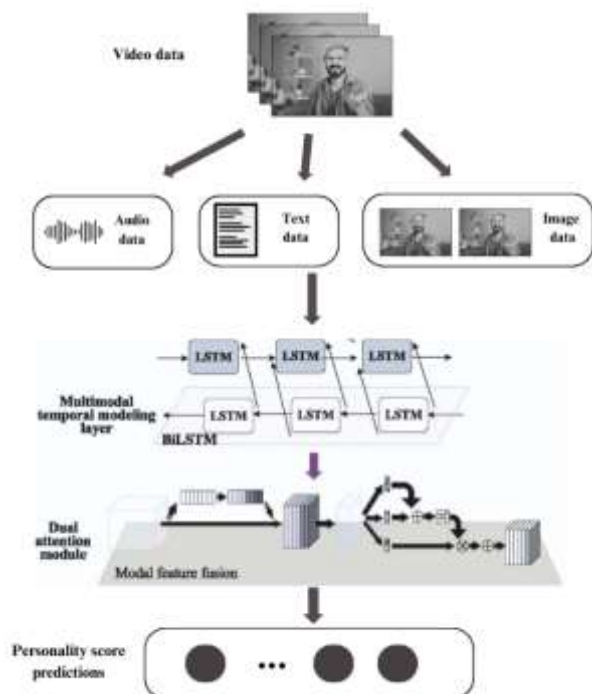 Video data
Audio
data
Text
data
Image
data
LSTM
LSTM
LSTM
Multimodal
temporal modeling
layer
LSTM
LSTM
LSTM
BiLSTM
Dual
attention
module
Modal feature fusion
Personality score
predictions